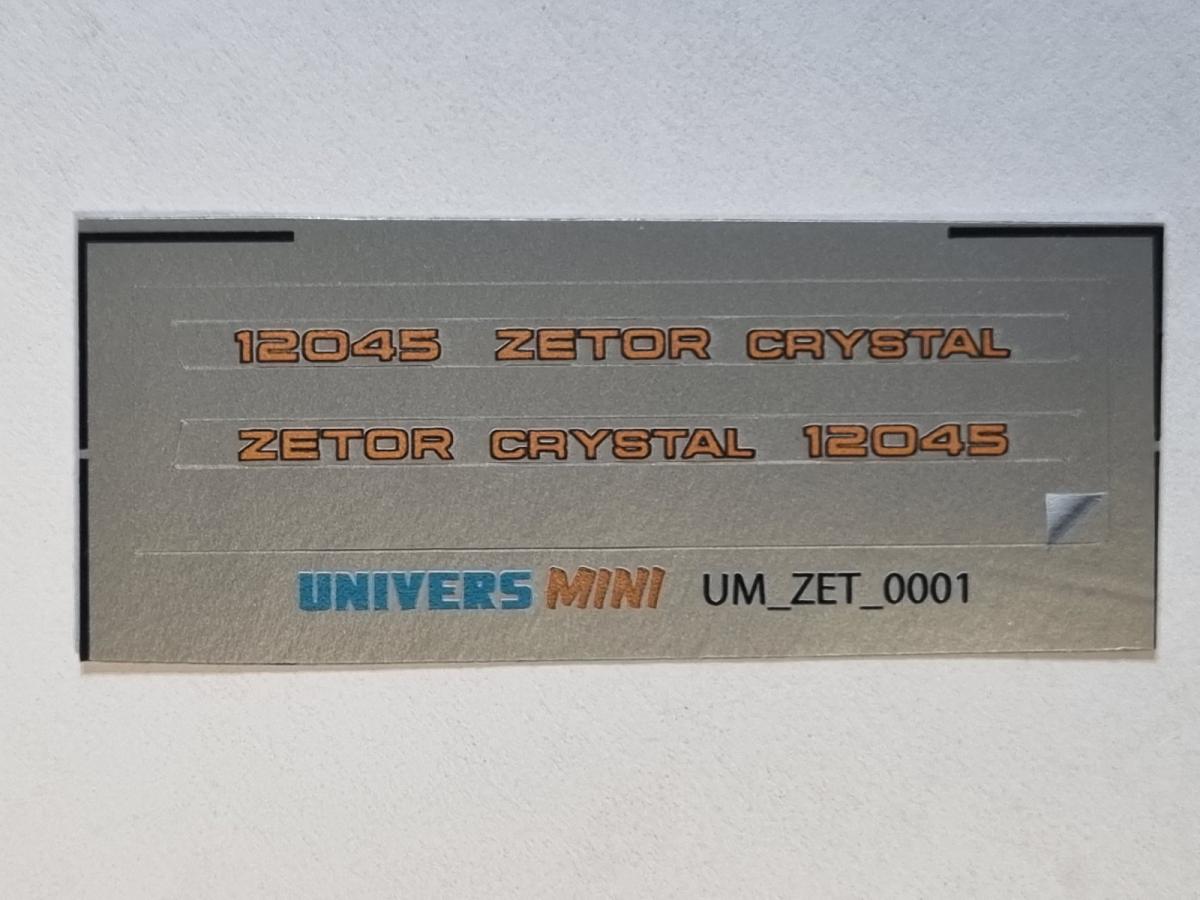 12045 ZETOR CRYSTAL
ZETOR CRYSTAL 12045
UNIVERS MINI UM_ZET_0001